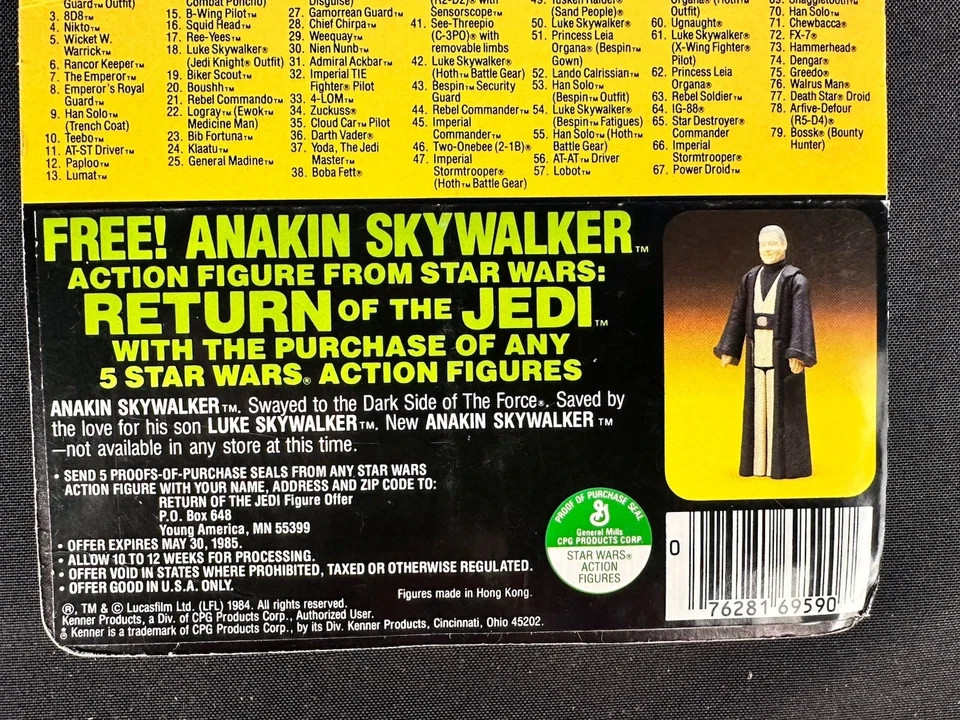 Guard™ Outfit)
3. 8D8™
4. Nikto™
5. Wicket W.
Warrick™
6. Rancor Keeper™
7. The Emperor™
8. Emperor's Royal
Guard™
9. Han Solo™
(Trench Coat)
10. Teebo™
11. AT-ST Driver™
12. Paploo™
13. Lumat™
Combat Poncho)
15. B-Wing Pilot™
16. Squid Head™
17. Ree-Yees™
18. Luke Skywalker®
(Jedi Knight® Outfit)
19. Biker Scout™
20. Boushh™
21. Rebel Commando™
22. Logray™ (Ewok™
Medicine Man)
23. Bib Fortuna™
24. Klaatu™
25. General Madine™
Disguise)
27. Gamorrean Guard™
28. Chief Chirpa™
29. Weequay™
30. Nien Nunb™
31. Admiral Ackbar™
32. Imperial TIE
Fighter® Pilot
33. 4-LOM™
34. Zuckuss®
35. Cloud Car™ Pilot
36. Darth Vader®
37. Yoda, The Jedi
Master™
38. Boba Fett®
(R2-D2)® with
Sensorscope™
41. See-Threepio
(C-3PO)® with
removable limbs
42. Luke Skywalker®
(Hoth™ Battle Gear)
43. Bespin™ Security
Guard
44. Rebel Commander™
45. Imperial
Commander™
46. Two-Onebee (2-1B)®
47. Imperial
Stormtrooper®
(Hoth™ Battle Gear)
49. Tusken Raider®
(Sand People)®
50. Luke Skywalker®
51. Princess Leia
Organa® (Bespin™
Gown)
52. Lando Calrissian™
53. Han Solo™
(Bespin™ Outfit)
54. Luke Skywalker®
(Bespin™ Fatigues)
55. Han Solo™ (Hoth™
Battle Gear)
56. AT-AT™ Driver
57. Lobot™
Organa® (Hoth™
Outfit)
60. Ugnaught®
61. Luke Skywalker®
(X-Wing Fighter®
Pilot)
62. Princess Leia
Organa®
63. Rebel Soldier™
64. IG-88®
65. Star Destroyer®
Commander
66. Imperial
Stormtrooper®
67. Power Droid™
69. Snaggletooth™
70. Han Solo™
71. Chewbacca®
72. FX-7®
73. Hammerhead®
74. Dengar®
75. Greedo®
76. Walrus Man®
77. Death Star® Droid
78. Arfive-Defour
(R5-D4)®
79. Bossk® (Bounty
Hunter)
FREE! ANAKIN SKYWALKER™
ACTION FIGURE FROM STAR WARS:
RETURN OF THE JEDI™
WITH THE PURCHASE OF ANY
5 STAR WARS® ACTION FIGURES
ANAKIN SKYWALKER™. Swayed to the Dark Side of The Force®. Saved by
the love for his son LUKE SKYWALKER™. New ANAKIN SKYWALKER™
—not available in any store at this time.
• SEND 5 PROOFS-OF-PURCHASE SEALS FROM ANY STAR WARS
ACTION FIGURE WITH YOUR NAME, ADDRESS AND ZIP CODE TO:
RETURN OF THE JEDI Figure Offer
P.O. Box 648
Young America, MN 55399
• OFFER EXPIRES MAY 30, 1985.
• ALLOW 10 TO 12 WEEKS FOR PROCESSING.
• OFFER VOID IN STATES WHERE PROHIBITED, TAXED OR OTHERWISE REGULATED.
• OFFER GOOD IN U.S.A. ONLY.
Figures made in Hong Kong.
®, TM & © Lucasfilm Ltd. (LFL) 1984. All rights reserved.
Kenner Products, a Div. of CPG Products Corp., Authorized User.
Kenner is a trademark of CPG Products Corp., by its Div. Kenner Products, Cincinnati, Ohio 45202.
PROOF OF PURCHASE SEAL
General Mills
CPG PRODUCTS CORP.
STAR WARS®
ACTION
FIGURES
0 76281 69590